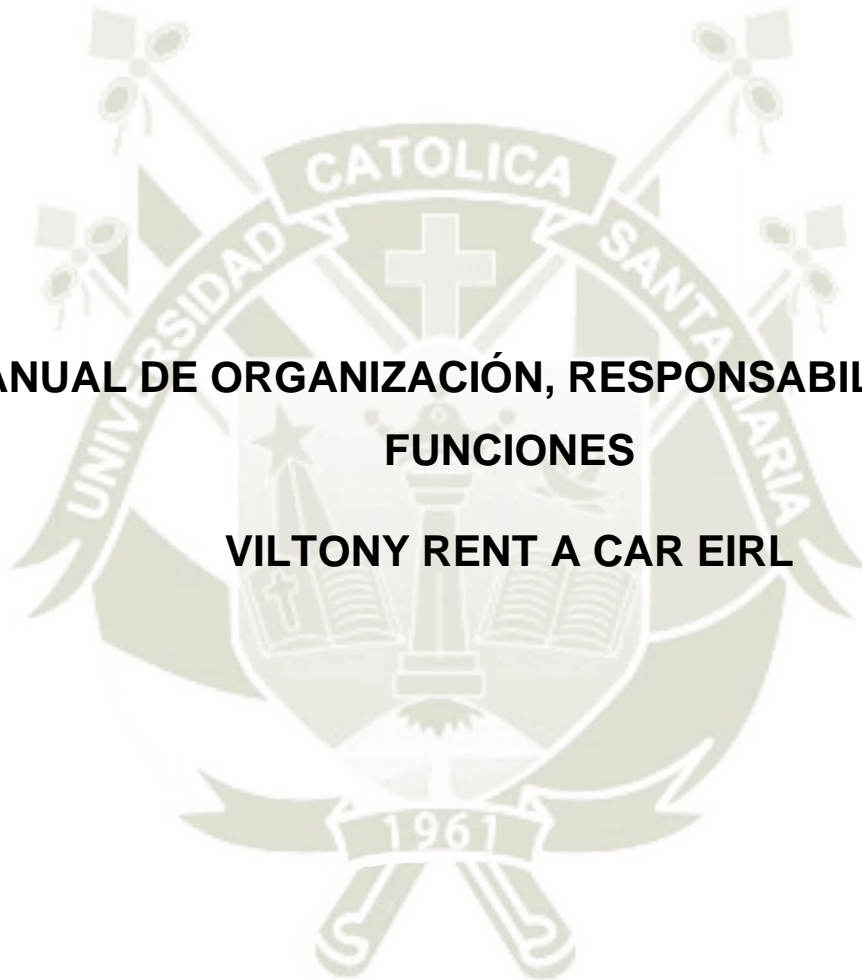 ANUAL DE ORGANIZACIÓN, RESPONSABIL
FUNCIONES
VILTONY RENT A CAR EIRL
UNIVERSIDAD
CATOLICA
SANTA MARIA
1961